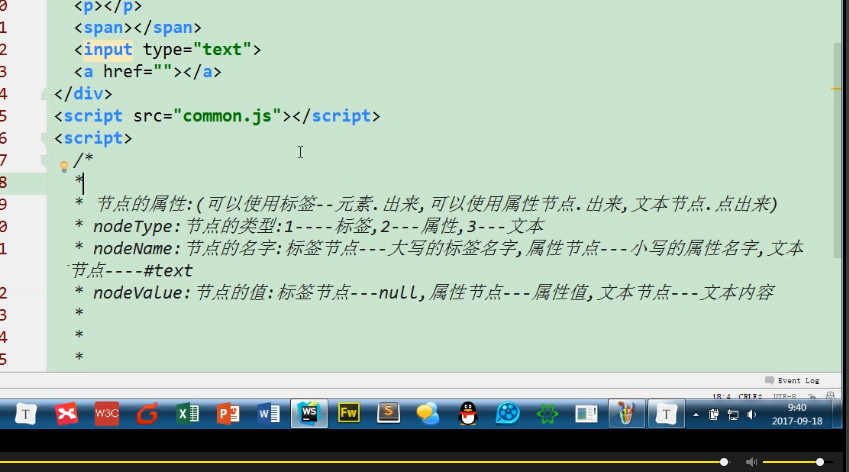 0 <p></p>
1 <span></span>
2 <input type="text">
3 <a href=""></a>
4 </div>
5 <script src="common.js"></script>
6 <script>
7 /*
8 *
9 * 节点的属性:(可以使用标签--元素.出来,可以使用属性节点.出来,文本节点.点出来)
0 * nodeType:节点的类型:1----标签,2---属性,3---文本
1 * nodeName:节点的名字:标签节点---大写的标签名字,属性节点---小写的属性名字,文本
节点----#text
2 * nodeValue:节点的值:标签节点---null,属性节点---属性值,文本节点---文本内容
3 *
4 *
5 *
Event Log
18:4 CRLF UTF-8
T W3C G X P W WS Fw S T
9:40
2017-09-18